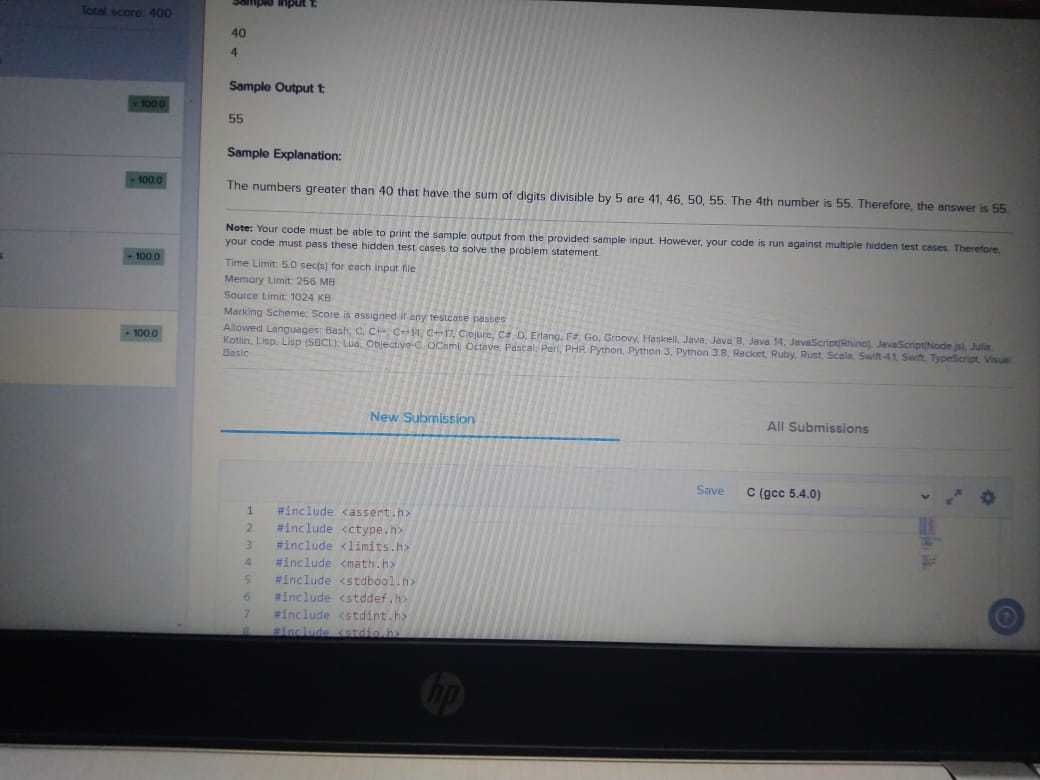 Total score: 400
Sample Input 1:
40
4
+ 100.0
Sample Output 1:
55
Sample Explanation:
+ 100.0
The numbers greater than 40 that have the sum of digits divisible by 5 are 41, 46, 50, 55. The 4th number is 55. Therefore, the answer is 55.
Note: Your code must be able to print the sample output from the provided sample input. However, your code is run against multiple hidden test cases. Therefore,
your code must pass these hidden test cases to solve the problem statement.
+ 100.0
Time Limit: 5.0 sec(s) for each input file
Memory Limit: 256 MB
Source Limit: 1024 KB
Marking Scheme: Score is assigned if any testcase passes
+ 100.0
Allowed Languages: Bash, C, C++, C++14, C++17, Clojure, C#, D, Erlang, F#, Go, Groovy, Haskell, Java, Java 8, Java 14, JavaScript(Rhino), JavaScript(Node.js), Julia,
Kotlin, Lisp, Lisp (SBCL), Lua, Objective-C, OCaml, Octave, Pascal, Perl, PHP, Python, Python 3, Python 3.8, Racket, Ruby, Rust, Scala, Swift-4.1, Swift, TypeScript, Visual
Basic
New Submission
All Submissions
Save
C (gcc 5.4.0)
1 #include <assert.h>
2 #include <ctype.h>
3 #include <limits.h>
4 #include <math.h>
5 #include <stdbool.h>
6 #include <stddef.h>
7 #include <stdint.h>
8 #include <stdio.h>
?
hp